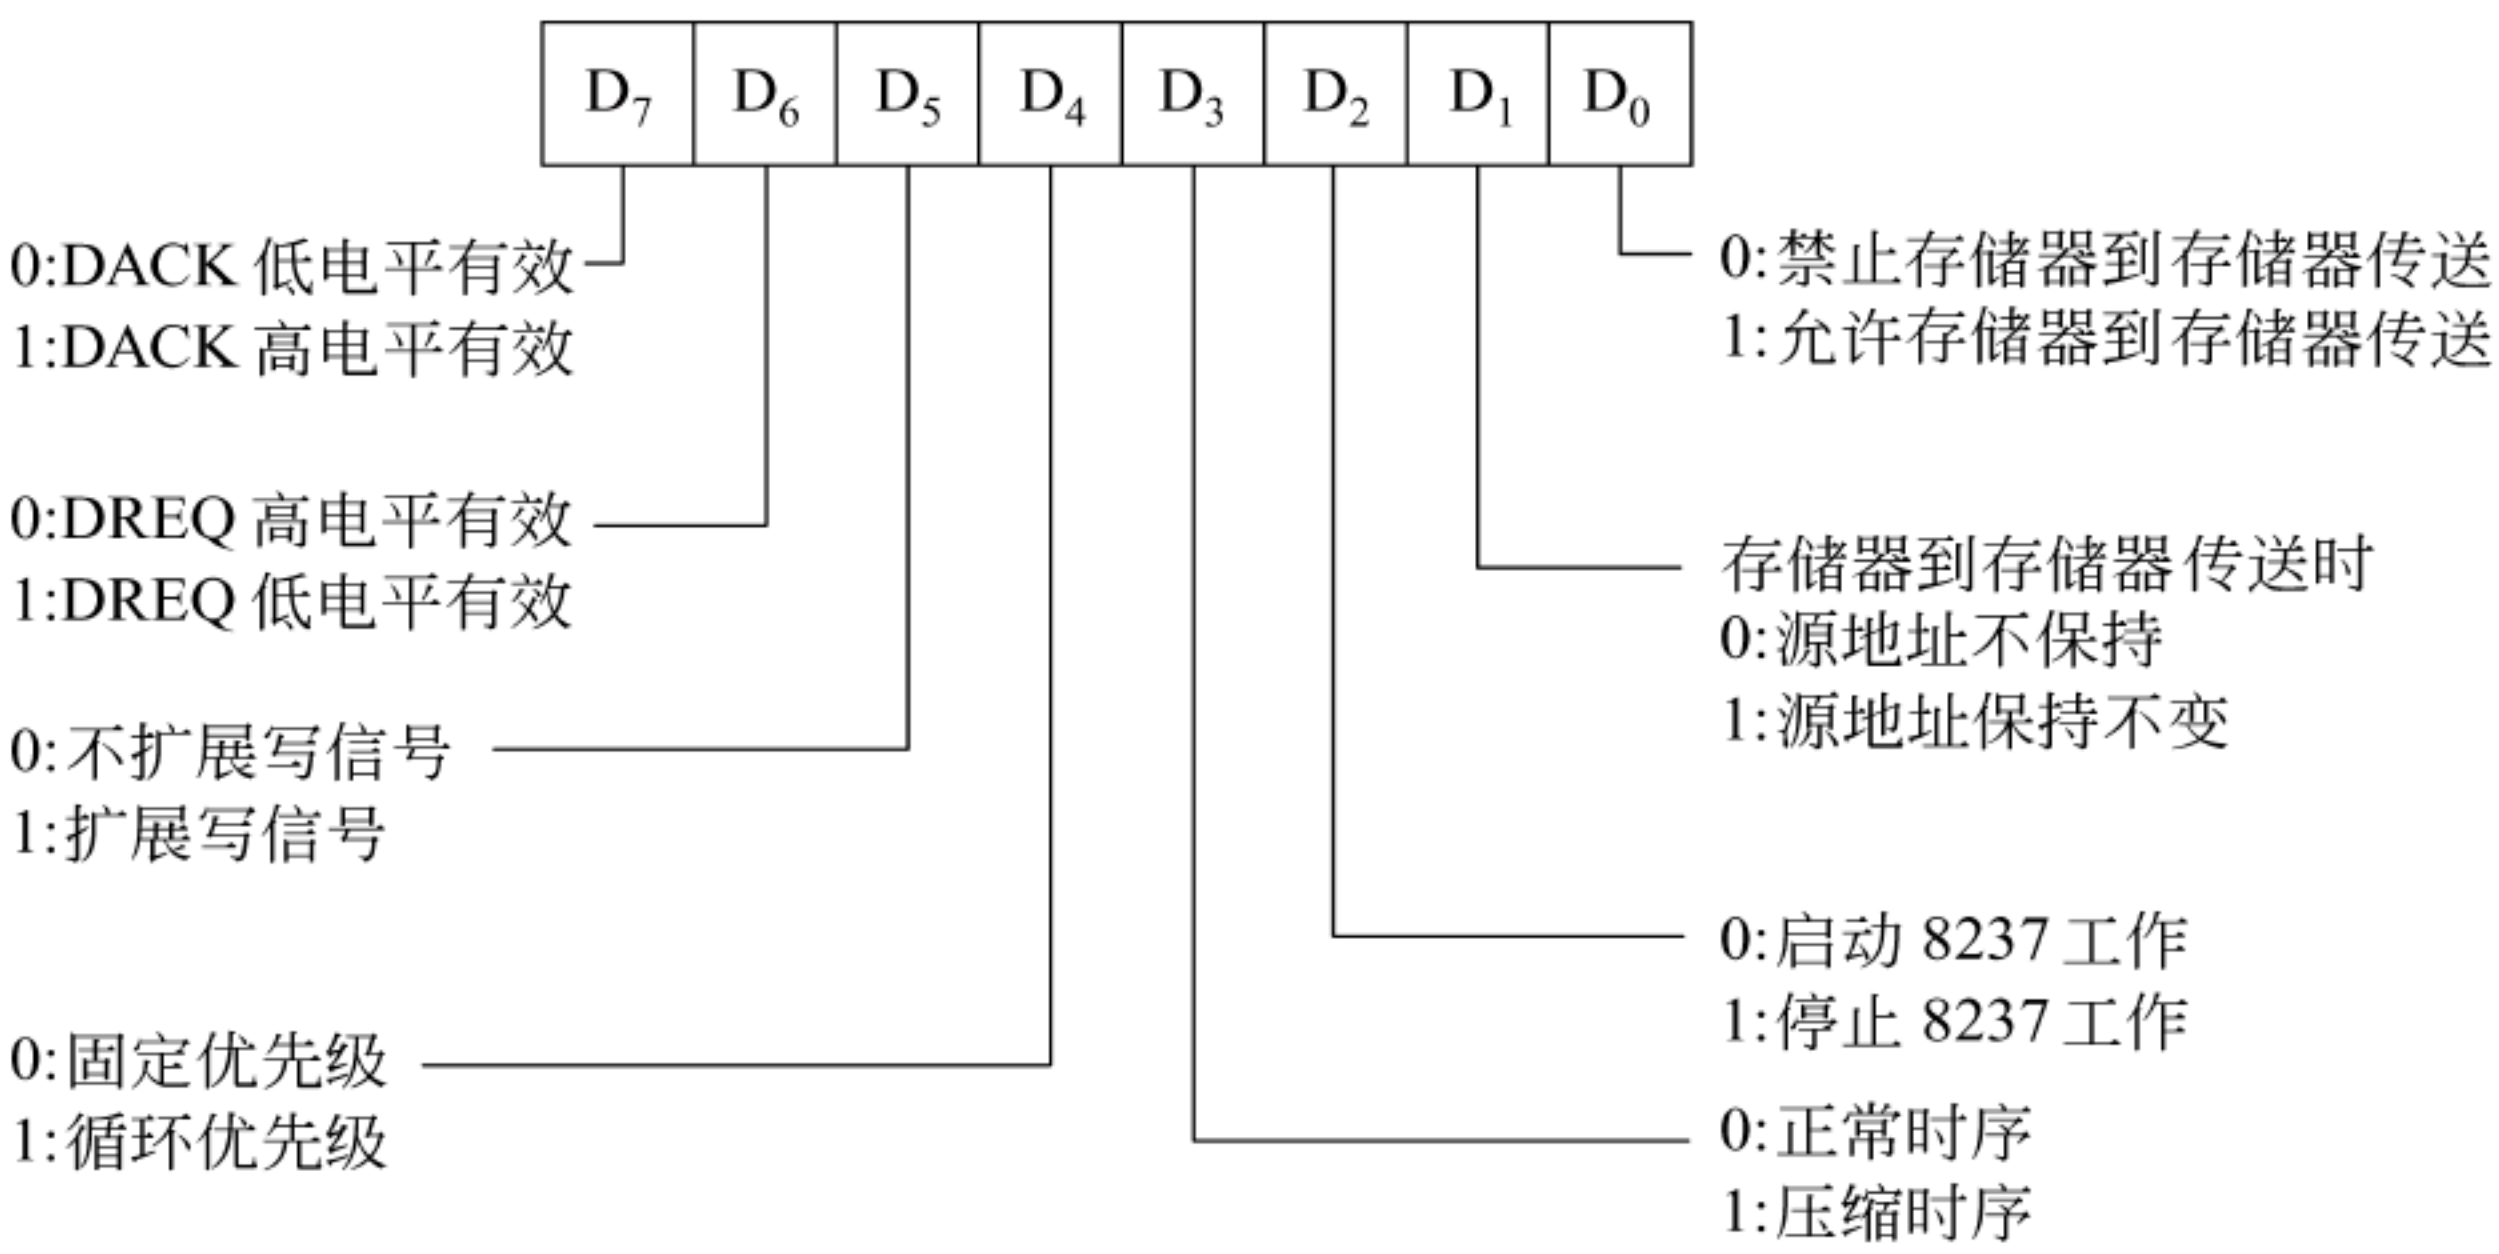 D₇ D₆ D₅ D₄ D₃ D₂ D₁ D₀
0:DACK 低电平有效
1:DACK 高电平有效
0:DREQ 高电平有效
1:DREQ 低电平有效
0:不扩展写信号
1:扩展写信号
0:固定优先级
1:循环优先级
0:禁止存储器到存储器传送
1:允许存储器到存储器传送
存储器到存储器传送时
0:源地址不保持
1:源地址保持不变
0:启动 8237 工作
1:停止 8237 工作
0:正常时序
1:压缩时序